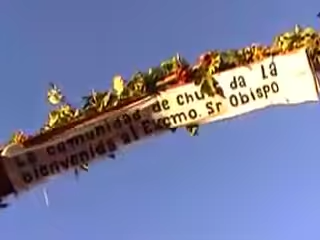 La comunidad de da La
bienvenida al Excmo. Sr Obispo